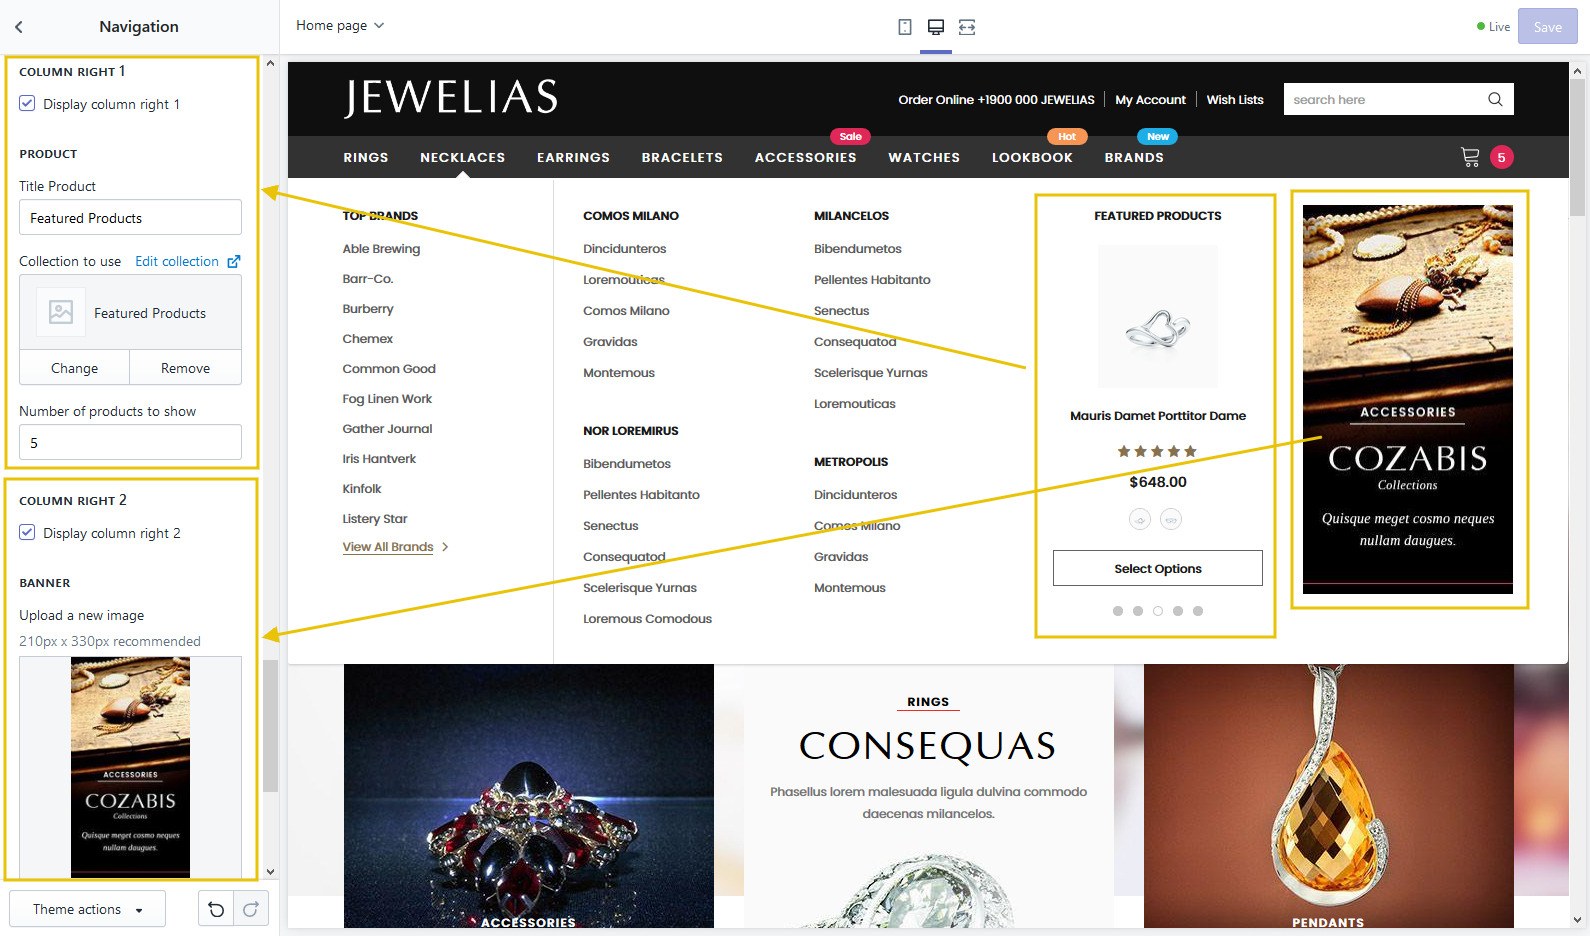 Navigation
COLUMN RIGHT 1
Display column right 1
PRODUCT
Title Product
Featured Products
Collection to use Edit collection
Featured Products
Change Remove
Number of products to show
5
COLUMN RIGHT 2
Display column right 2
BANNER
Upload a new image
210px x 330px recommended
ACCESSORIES
COZABIS
Collections
Quisque meget cosmo neques
nullam daugues.
Theme actions
Home page
Live
Save
JEWELIAS
Order Online +1900 000 JEWELIAS My Account Wish Lists
search here
Sale Hot New
RINGS NECKLACES EARRINGS BRACELETS ACCESSORIES WATCHES LOOKBOOK BRANDS
5
TOP BRANDS
Able Brewing
Barr-Co.
Burberry
Chemex
Common Good
Fog Linen Work
Gather Journal
Iris Hantverk
Kinfolk
Listery Star
View All Brands
COMOS MILANO
Dincidunteros
Loremouticas
Comos Milano
Gravidas
Montemous
NOR LOREMIRUS
Bibendumetos
Pellentes Habitanto
Senectus
Consequatod
Scelerisque Yurnas
Loremous Comodous
MILANCELOS
Bibendumetos
Pellentes Habitanto
Senectus
Consequatod
Scelerisque Yurnas
Loremouticas
METROPOLIS
Dincidunteros
Comos Milano
Gravidas
Montemous
FEATURED PRODUCTS
Mauris Damet Porttitor Dame
$648.00
Select Options
ACCESSORIES
COZABIS
Collections
Quisque meget cosmo neques
nullam daugues.
ACCESSORIES
RINGS
CONSEQUAS
Phasellus lorem malesuada ligula dulvina commodo
daecenas milancelos.
PENDANTS